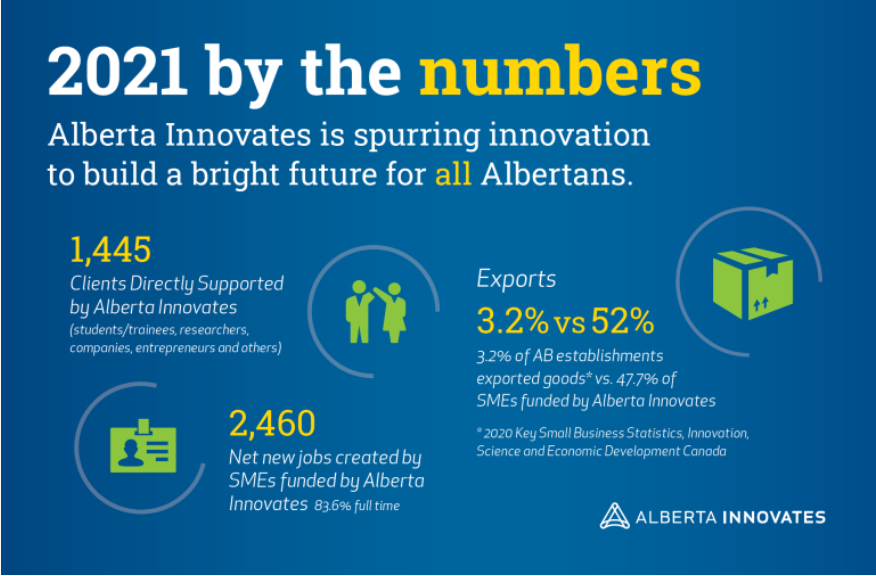 2021 by the numbers
Alberta Innovates is spurring innovation
to build a bright future for all Albertans.
1,445
Clients Directly Supported
by Alberta Innovates
(students/trainees, researchers,
companies, entrepreneurs and others)
2,460
Net new jobs created by
SMEs funded by Alberta
Innovates 83.6% full time
Exports
3.2% vs 52%
3.2% of AB establishments
exported goods* vs. 47.7% of
SMEs funded by Alberta Innovates
* 2020 Key Small Business Statistics, Innovation,
Science and Economic Development Canada
ALBERTA INNOVATES